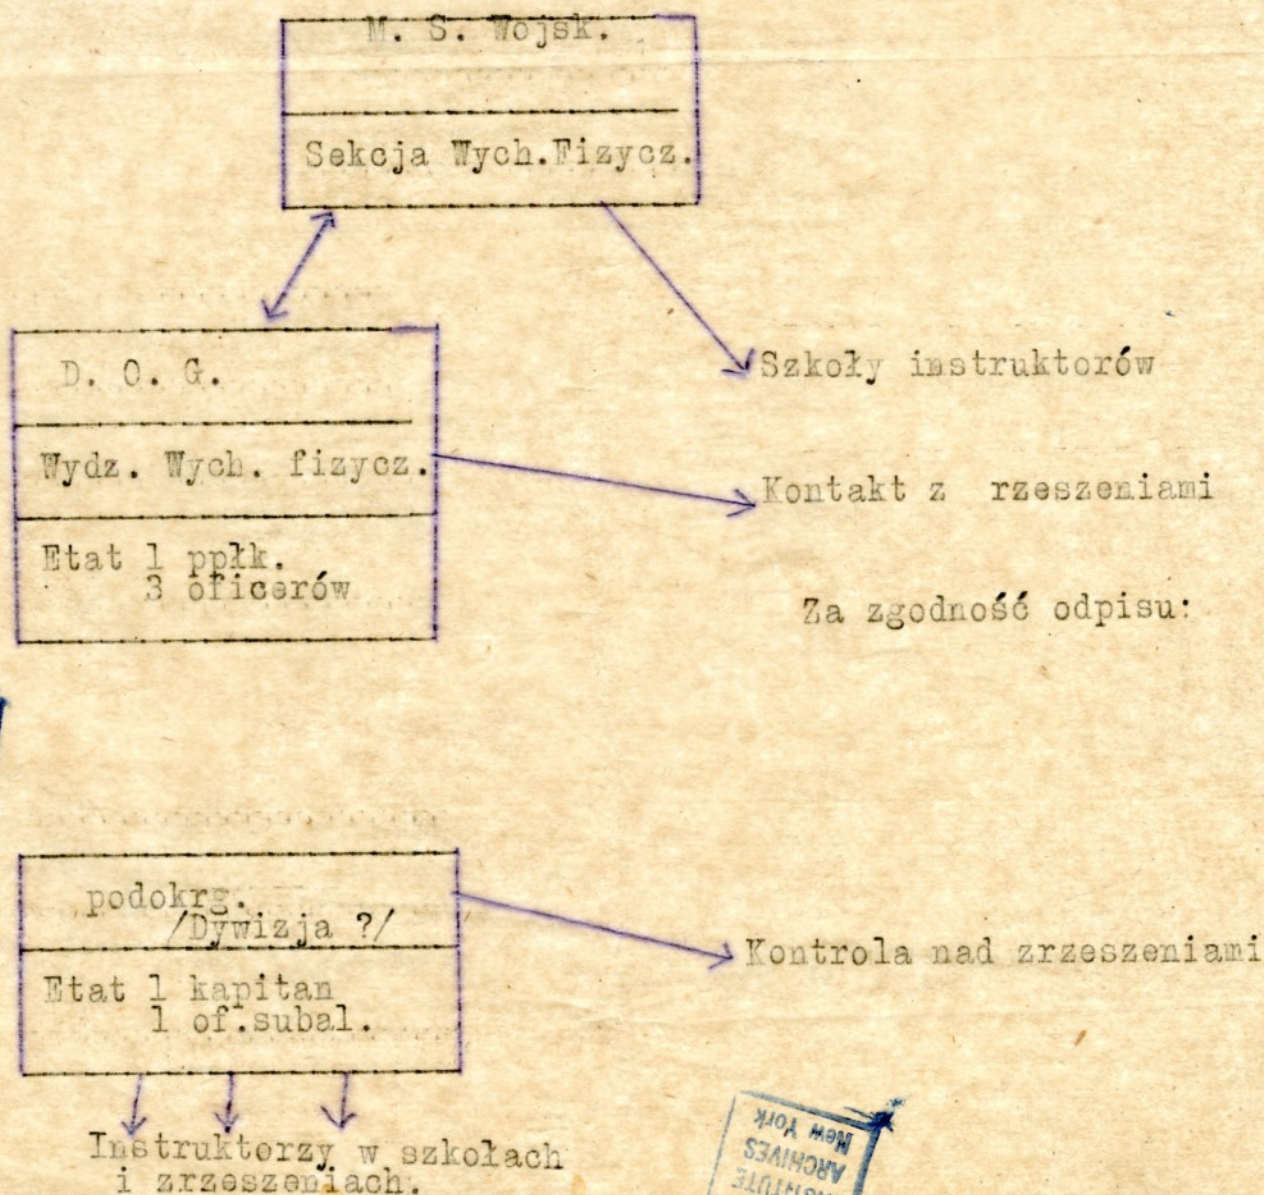 M. S. Wojsk.
Sekcja Wych.Fizycz.
D. O. G.
Wydz. Wych. fizycz.
Etat 1 ppłk.
3 oficerów
Szkoły instruktorów
Kontakt z rzeszeniami
Za zgodność odpisu:
podokrg.
/Dywizja ?/
Etat 1 kapitan
1 of.subal.
Kontrola nad zrzeszeniami
Instruktorzy w szkołach
i zrzeszeniach.
ARCHIVES
New York